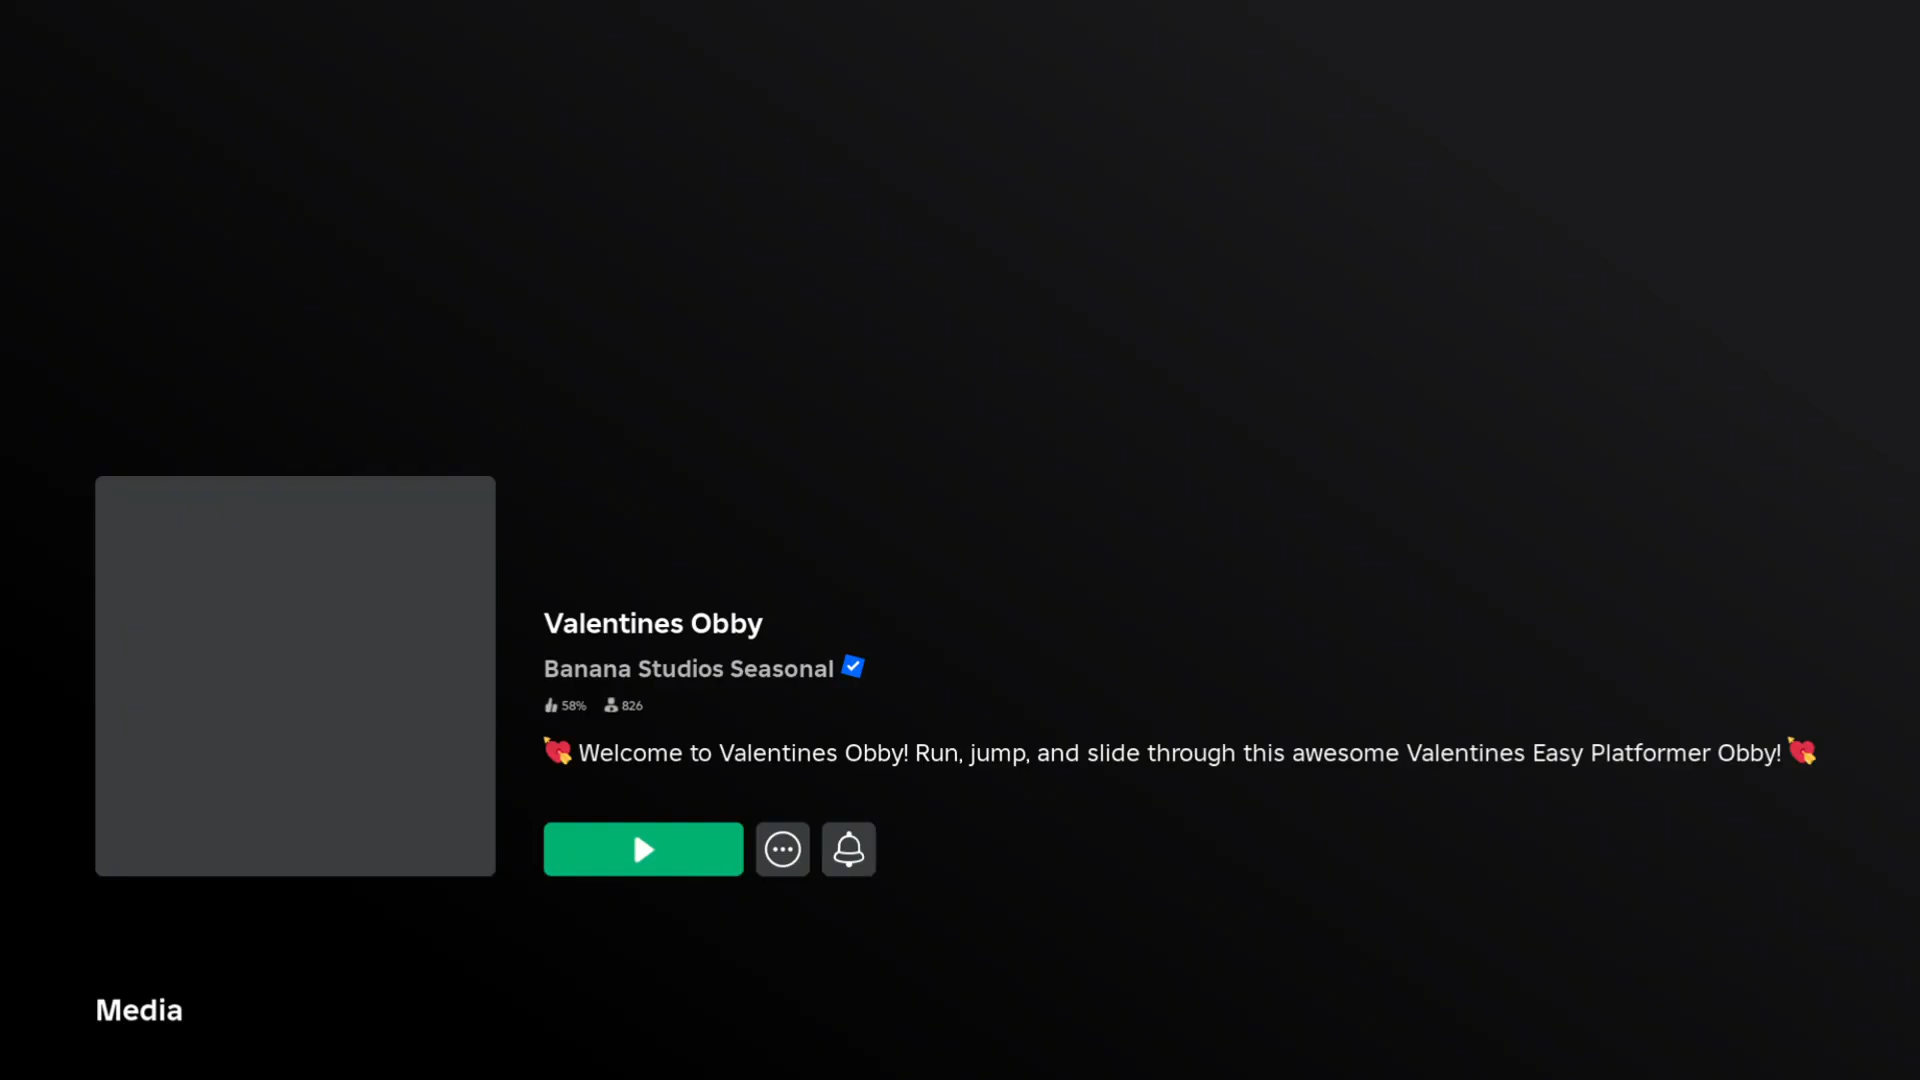 Valentines Obby
Banana Studios Seasonal
58% 826
💘 Welcome to Valentines Obby! Run, jump, and slide through this awesome Valentines Easy Platformer Obby! 💘
Media